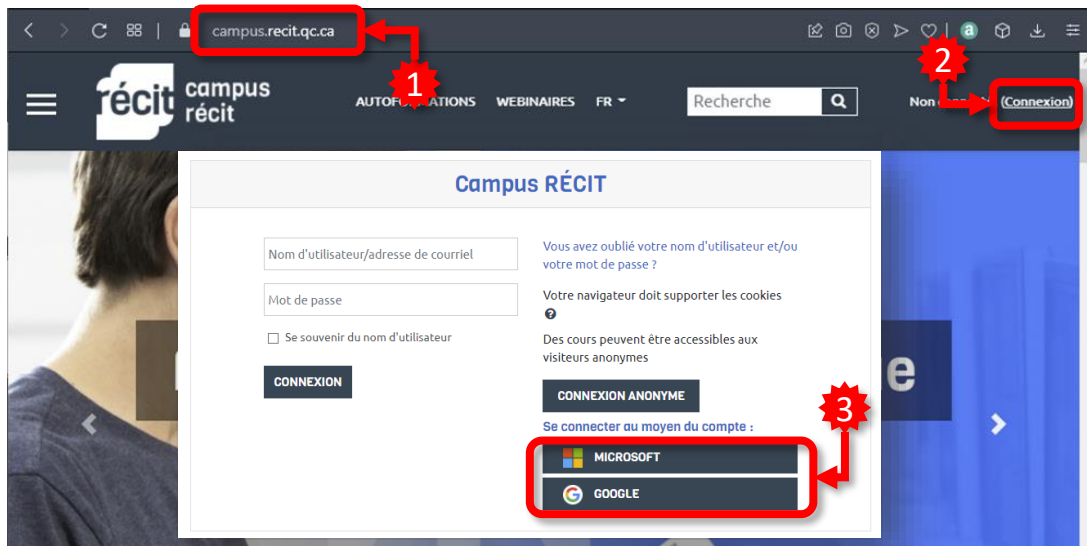 campus.recit.qc.ca
1
2
récit campus récit
AUTOFORMATIONS WEBINAIRES FR Recherche Non (Connexion)
Campus RÉCIT
Nom d'utilisateur/adresse de courriel
Mot de passe
Se souvenir du nom d'utilisateur
CONNEXION
Vous avez oublié votre nom d'utilisateur et/ou
votre mot de passe ?
Votre navigateur doit supporter les cookies
Des cours peuvent être accessibles aux
visiteurs anonymes
CONNEXION ANONYME
3
Se connecter au moyen du compte :
MICROSOFT
GOOGLE
e